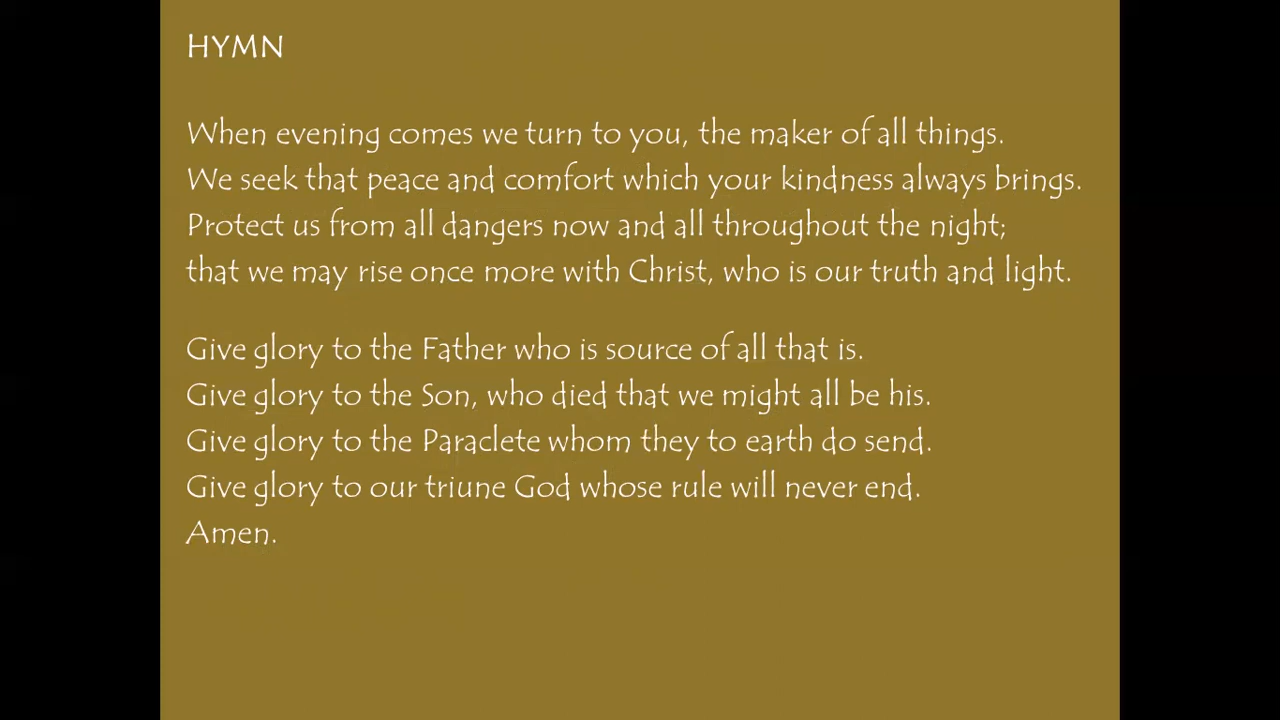 HYMN
When evening comes we turn to you, the maker of all things.
We seek that peace and comfort which your kindness always brings.
Protect us from all dangers now and all throughout the night;
that we may rise once more with Christ, who is our truth and light.
Give glory to the Father who is source of all that is.
Give glory to the Son, who died that we might all be his.
Give glory to the Paraclete whom they to earth do send.
Give glory to our triune God whose rule will never end.
Amen.